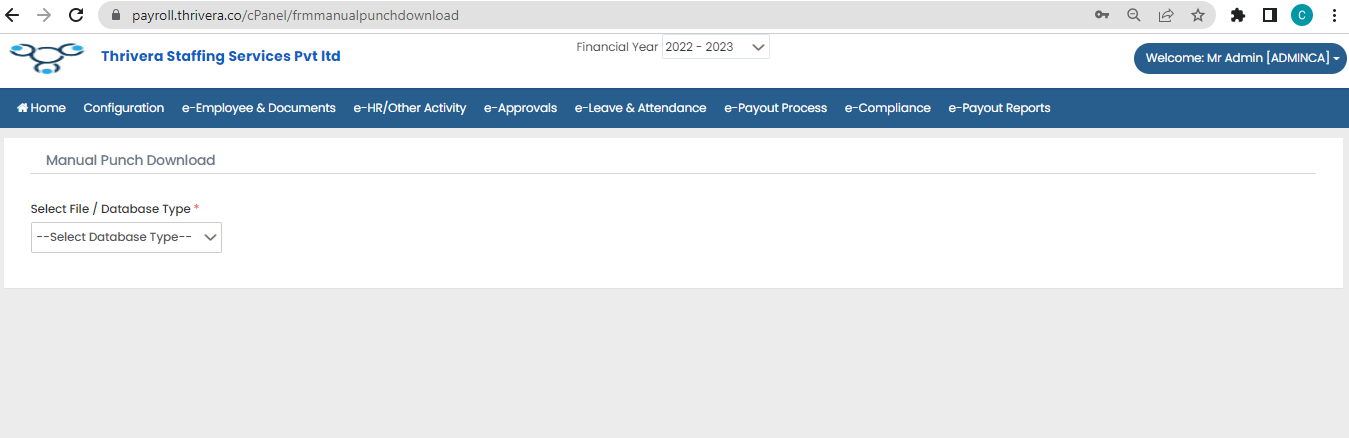 payroll.thrivera.co/cPanel/frmmanualpunchdownload
C
Thrivera Staffing Services Pvt ltd
Financial Year 2022 - 2023
Welcome: Mr Admin [ADMINCA]
Home Configuration e-Employee & Documents e-HR/Other Activity e-Approvals e-Leave & Attendance e-Payout Process e-Compliance e-Payout Reports
Manual Punch Download
Select File / Database Type *
--Select Database Type--